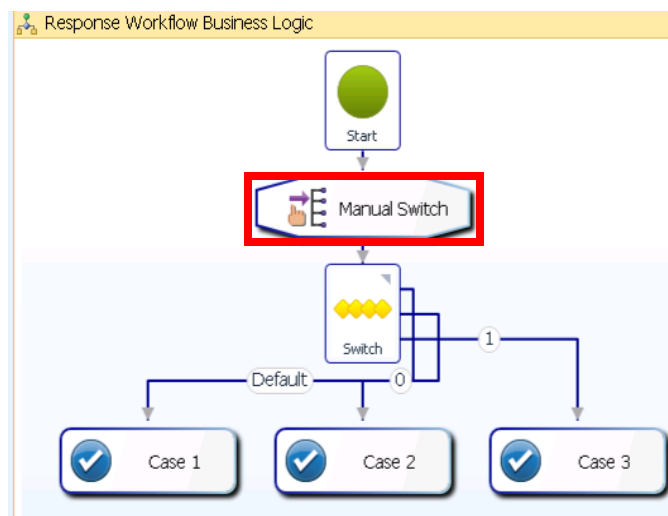 Response Workflow Business Logic
Start
Manual Switch
Switch
1
Default
0
Case 1
Case 2
Case 3